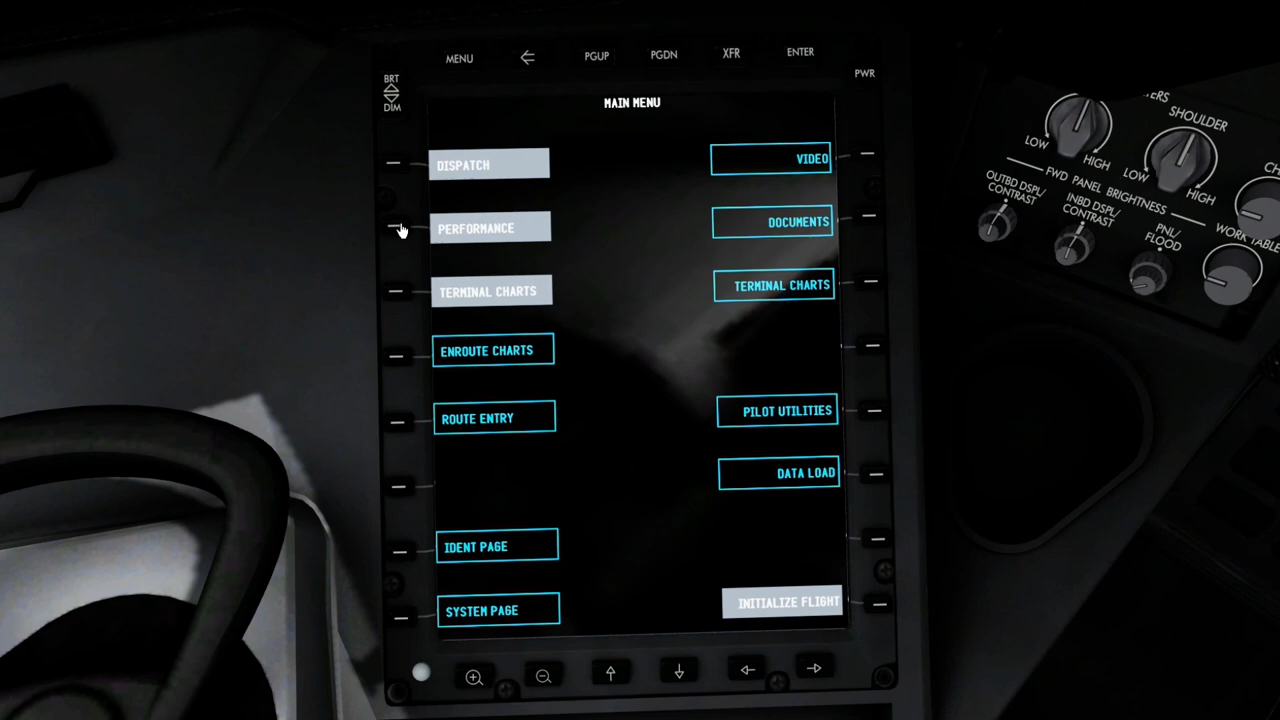 MENU
PGUP
PGDN
XFR
ENTER
PWR
BRT
DIM
MAIN MENU
DISPATCH
VIDEO
PERFORMANCE
DOCUMENTS
TERMINAL CHARTS
TERMINAL CHARTS
ENROUTE CHARTS
ROUTE ENTRY
PILOT UTILITIES
DATA LOAD
IDENT PAGE
SYSTEM PAGE
INITIALIZE FLIGHT
SHOULDER
LOW
HIGH
LOW
HIGH
FWD PANEL BRIGHTNESS
OUTBD DSPL/
CONTRAST
INBD DSPL/
CONTRAST
PNL/
FLOOD
WORK TABLE